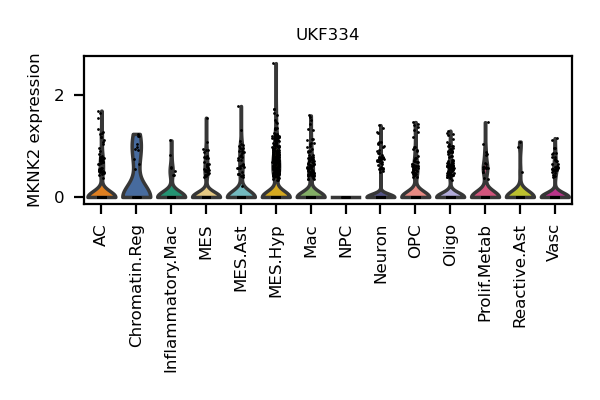 UKF334
MKNK2 expression
2
0
AC
Chromatin.Reg
Inflammatory.Mac
MES
MES.Ast
MES.Hyp
Mac
NPC
Neuron
OPC
Oligo
Prolif.Metab
Reactive.Ast
Vasc